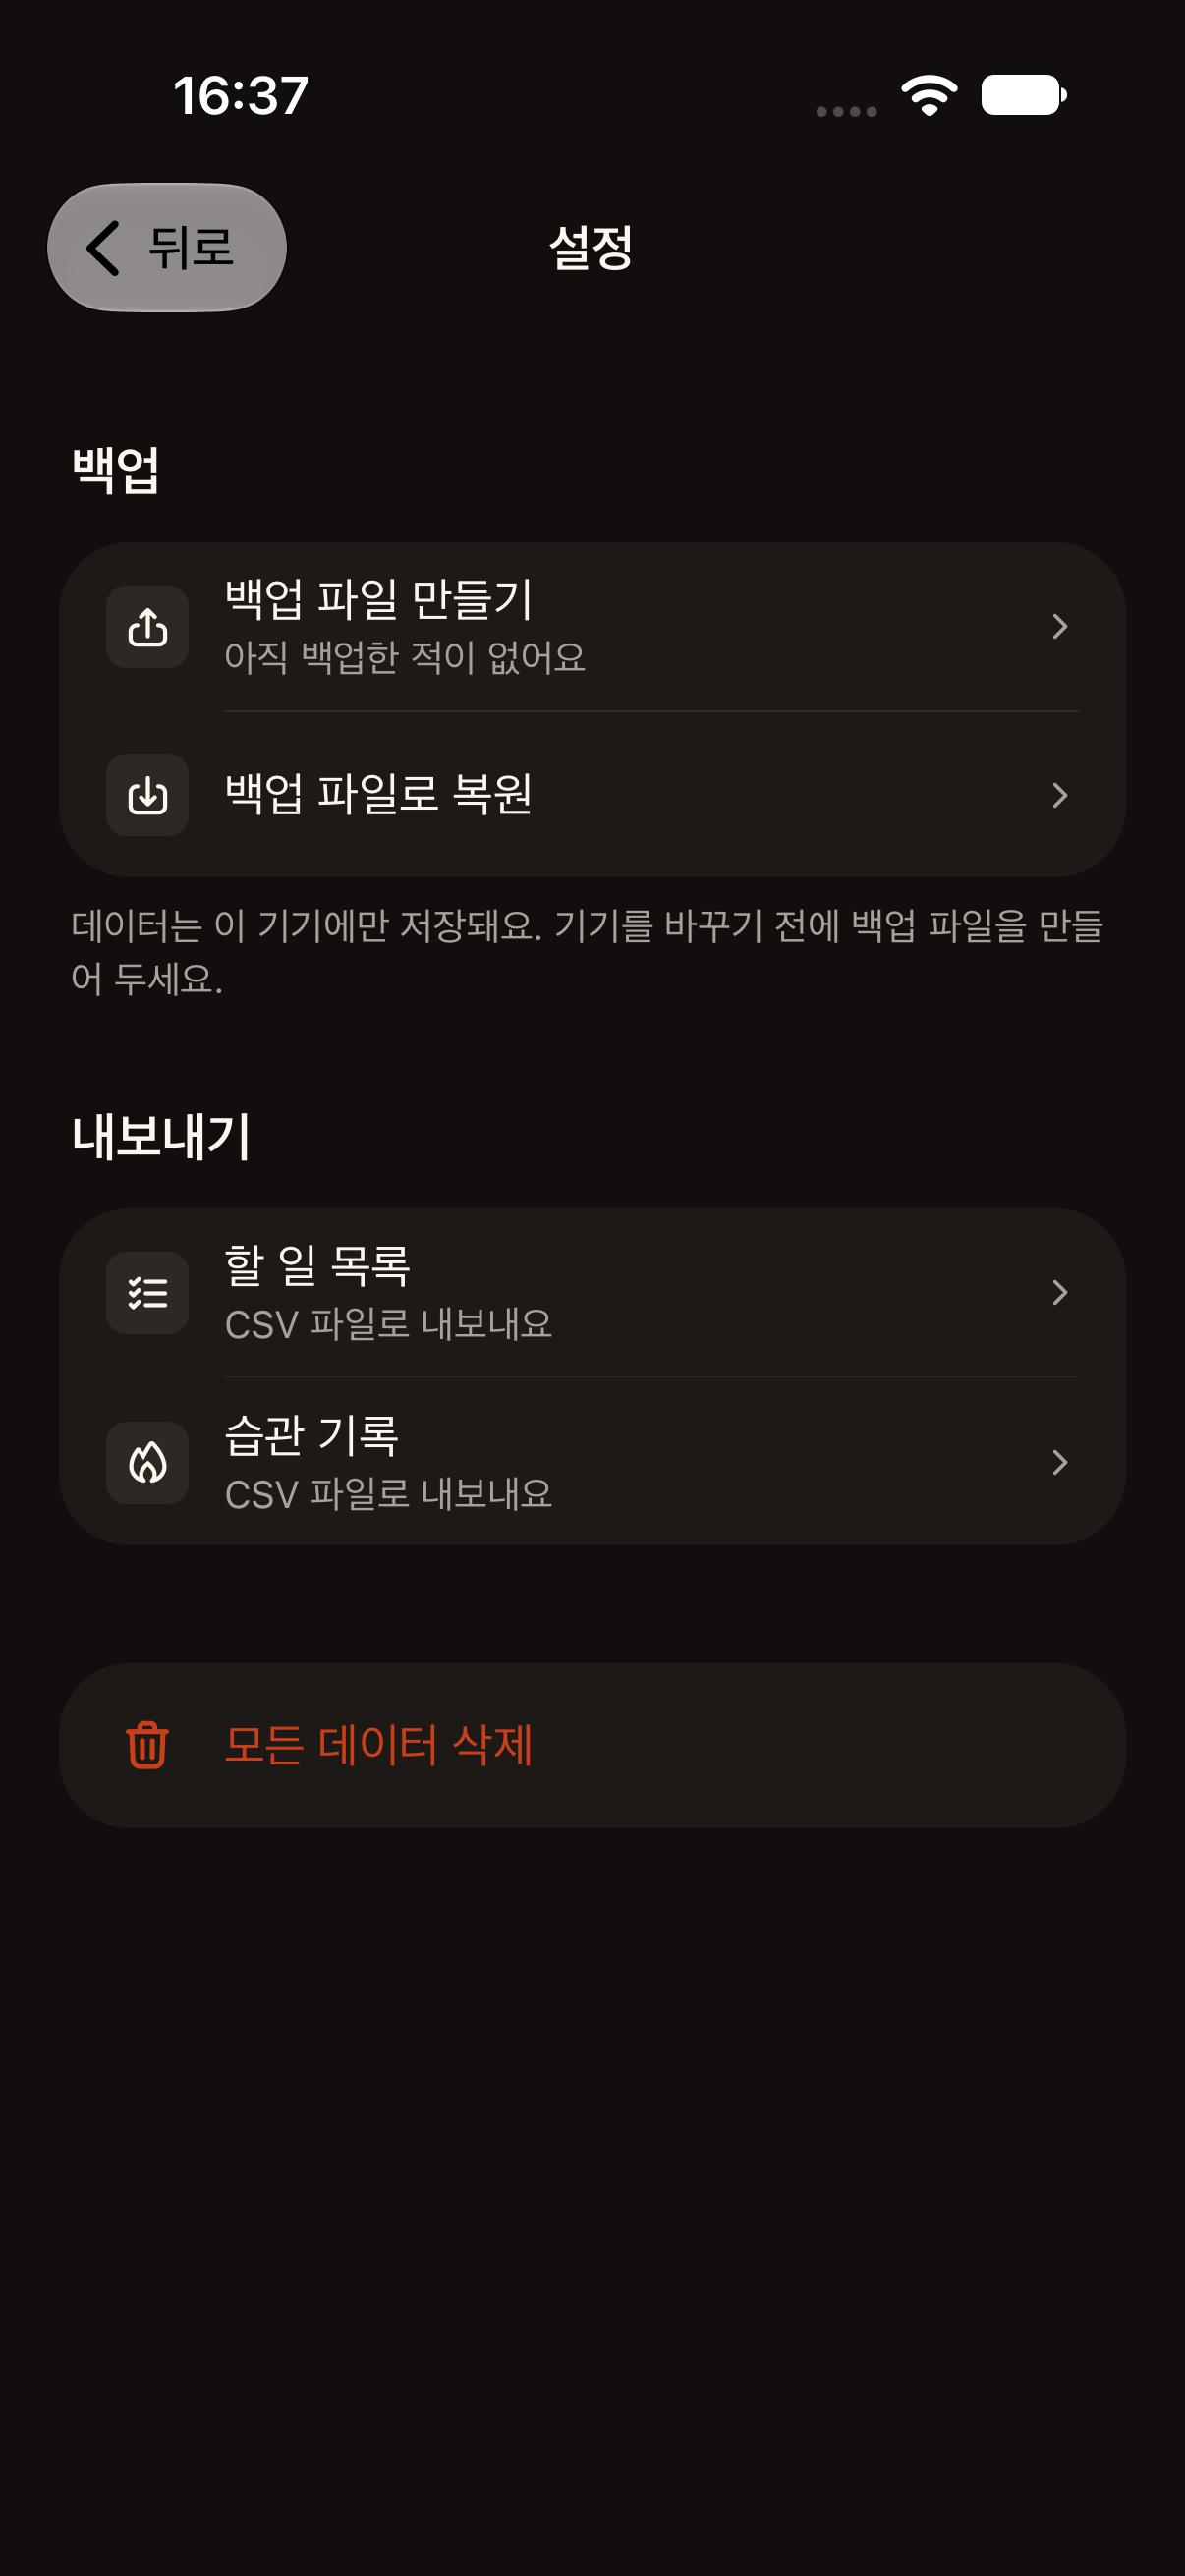 16:37
뒤로
설정
백업
백업 파일 만들기
아직 백업한 적이 없어요
백업 파일로 복원
데이터는 이 기기에만 저장돼요. 기기를 바꾸기 전에 백업 파일을 만들
어 두세요.
내보내기
할 일 목록
CSV 파일로 내보내요
습관 기록
CSV 파일로 내보내요
모든 데이터 삭제